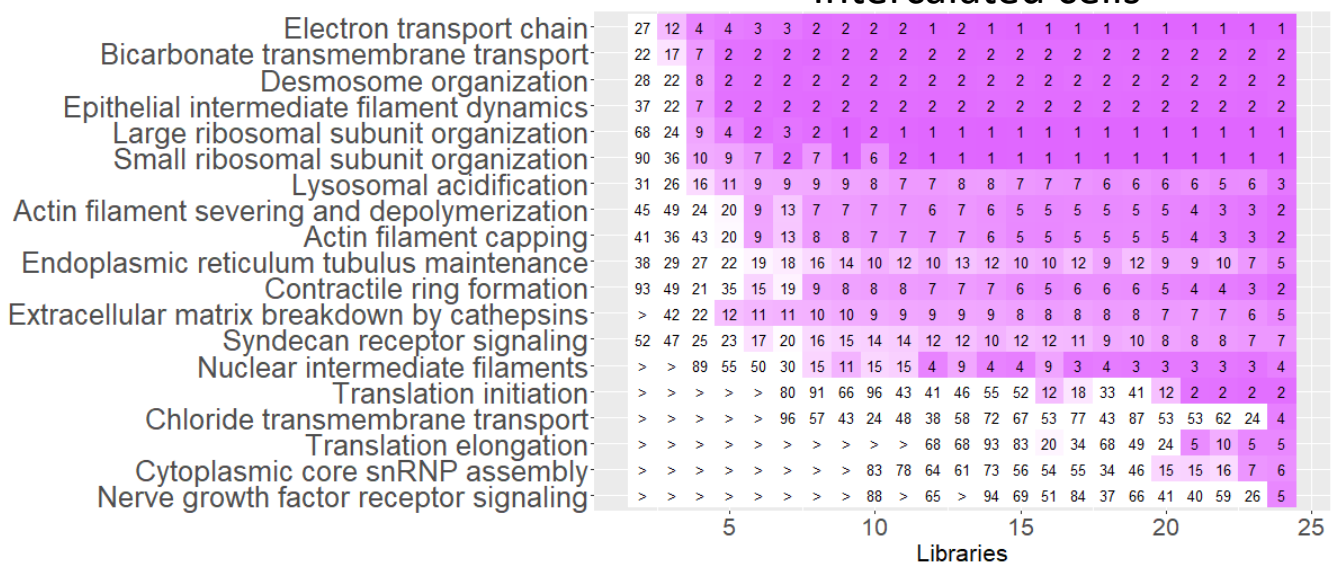 Intercalated cells
Electron transport chain 27 12 4 4 3 3 2 2 2 2 1 2 1 1 1 1 1 1 1 1 1 1 1
Bicarbonate transmembrane transport 22 17 7 2 2 2 2 2 2 2 2 2 2 2 2 2 2 2 2 2 2 2 2
Desmosome organization 28 22 8 2 2 2 2 2 2 2 2 2 2 2 2 2 2 2 2 2 2 2 2
Epithelial intermediate filament dynamics 37 22 7 2 2 2 2 2 2 2 2 2 2 2 2 2 2 2 2 2 2 2 2
Large ribosomal subunit organization 68 24 9 4 2 3 2 1 2 1 1 1 1 1 1 1 1 1 1 1 1 1 1
Small ribosomal subunit organization 90 36 10 9 7 2 7 1 6 2 1 1 1 1 1 1 1 1 1 1 1 1 1
Lysosomal acidification 31 26 16 11 9 9 9 9 8 7 7 8 8 7 7 7 6 6 6 6 5 6 3
Actin filament severing and depolymerization 45 49 24 20 9 13 7 7 7 7 6 7 6 5 5 5 5 5 5 4 3 3 2
Actin filament capping 41 36 43 20 9 13 8 8 7 7 7 7 6 5 5 5 5 5 5 4 3 3 2
Endoplasmic reticulum tubulus maintenance 38 29 27 22 19 18 16 14 10 12 10 13 12 10 10 12 9 12 9 9 10 7 5
Contractile ring formation 93 49 21 35 15 19 9 8 8 8 7 7 7 6 5 6 6 6 5 4 4 3 2
Extracellular matrix breakdown by cathepsins > 42 22 12 11 11 10 10 9 9 9 9 9 8 8 8 8 8 7 7 7 6 5
Syndecan receptor signaling 52 47 25 23 17 20 16 15 14 14 12 12 10 12 12 11 9 10 8 8 8 7 7
Nuclear intermediate filaments > > 89 55 50 30 15 11 15 15 4 9 4 4 9 3 4 3 3 3 3 3 4
Translation initiation > > > > > 80 91 66 96 43 41 46 55 52 12 18 33 41 12 2 2 2 2
Chloride transmembrane transport > > > > > 96 57 43 24 48 38 58 72 67 53 77 43 87 53 53 62 24 4
Translation elongation > > > > > > > > > > 68 68 93 83 20 34 68 49 24 5 10 5 5
Cytoplasmic core snRNP assembly > > > > > > > > 83 78 64 61 73 56 54 55 34 46 15 15 16 7 6
Nerve growth factor receptor signaling > > > > > > > > 88 > 65 > 94 69 51 84 37 66 41 40 59 26 5
5 10 15 20 25
Libraries